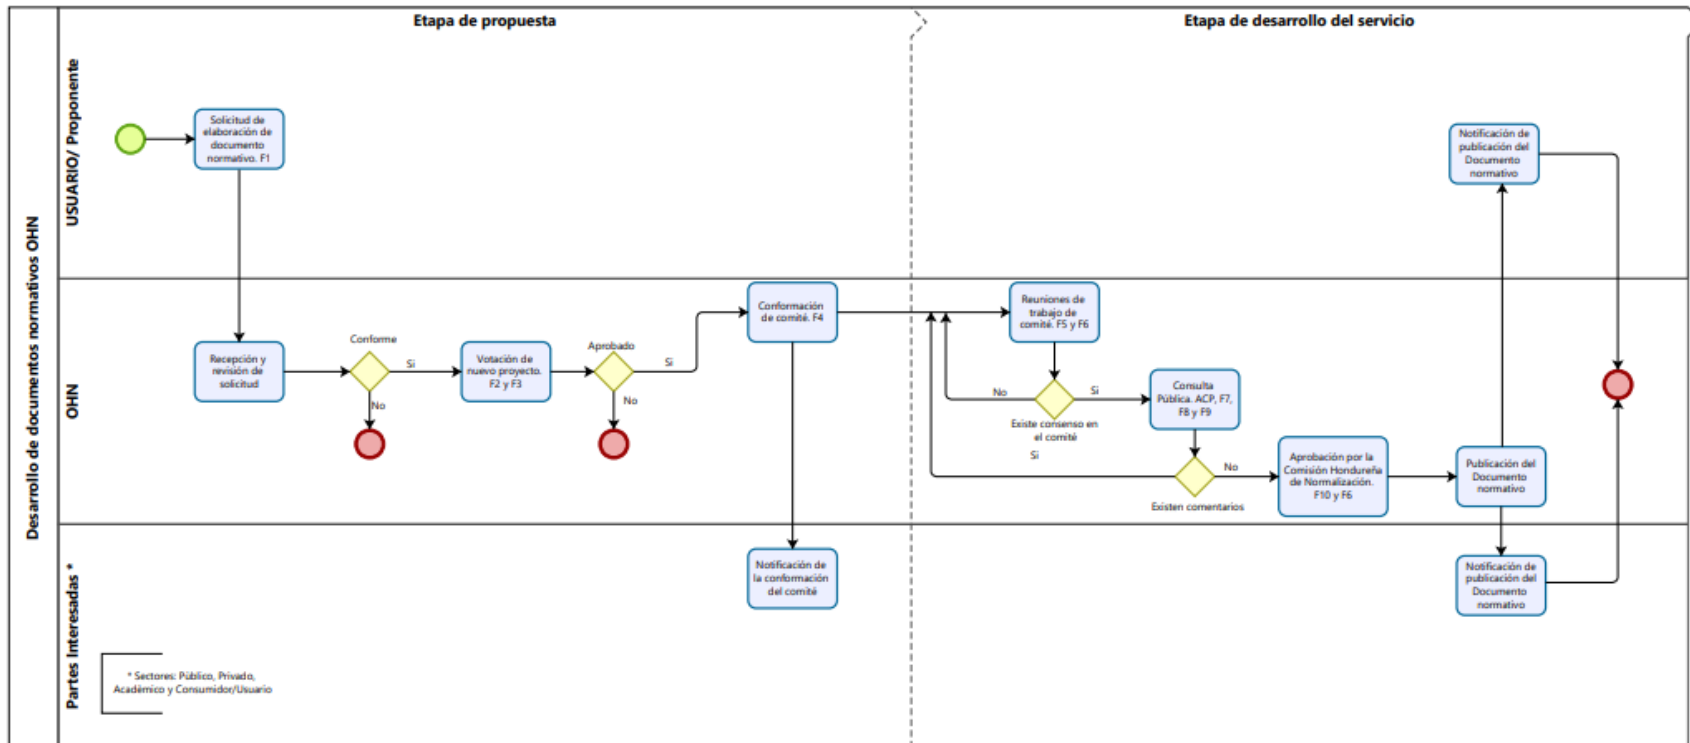 Etapa de propuesta
Etapa de desarrollo del servicio
Desarrollo de documentos normativos OHN
USUARIO/ Proponente
Solicitud de
elaboración de
documento
normativo. F1
Notificación de
publicación del
Documento
normativo
OHN
Recepción y
revisión de
solicitud
Conforme
Si
No
Votación de
nuevo proyecto.
F2 y F3
Aprobado
Si
No
Conformación
de comité. F4
Reuniones de
trabajo de
comité. F5 y F6
No
Si
Existe consenso en
el comité
Consulta
Pública. ACP, F7,
F8 y F9
Si
No
Existen comentarios
Aprobación por la
Comisión Hondureña
de Normalización.
F10 y F6
Publicación del
Documento
normativo
Partes Interesadas *
Notificación de
la conformación
del comité
Notificación de
publicación del
Documento
normativo
* Sectores: Público, Privado,
Académico y Consumidor/Usuario